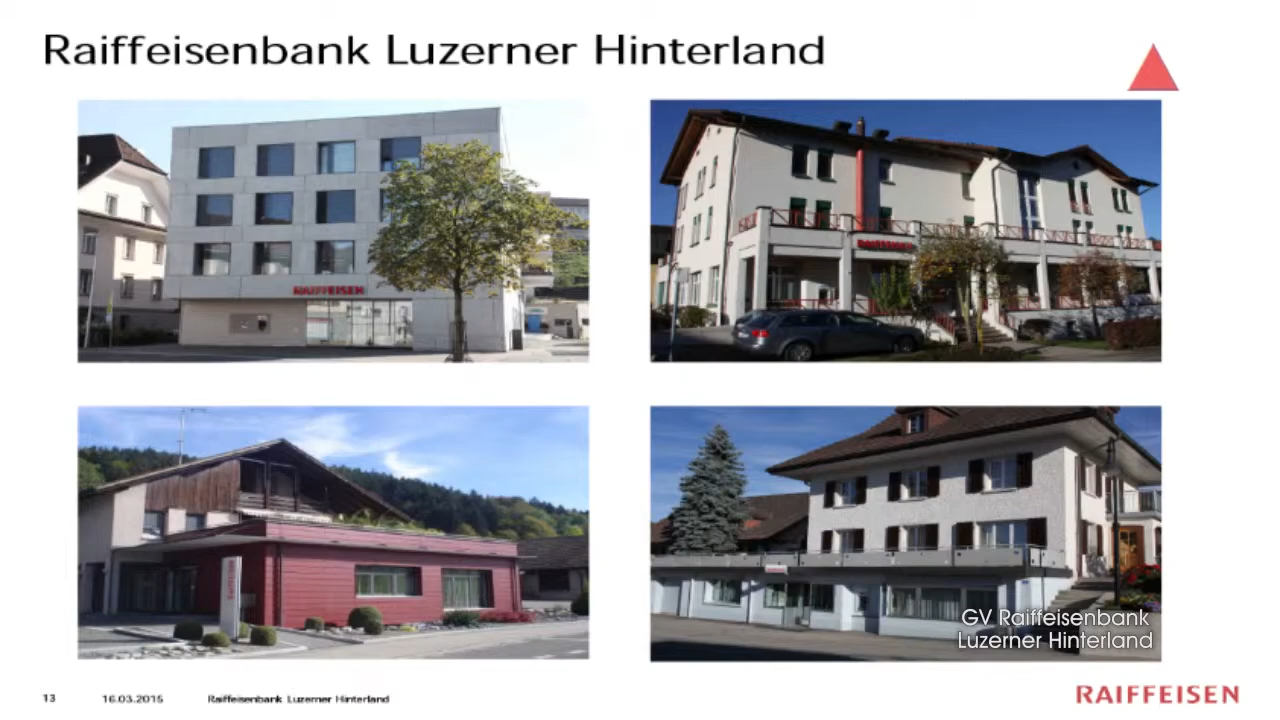 Raiffeisenbank Luzerner Hinterland
RAIFFEISEN
RAIFFEISEN
GV Raiffeisenbank
Luzerner Hinterland
13
16.03.2015
Raiffeisenbank Luzerner Hinterland
RAIFFEISEN